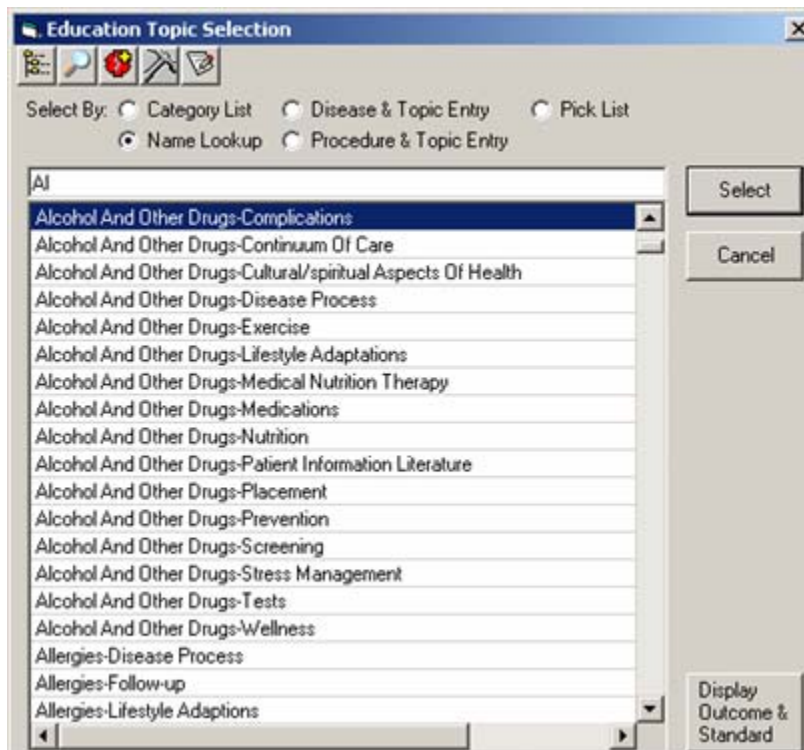 Education Topic Selection
Select By: Category List Disease & Topic Entry Pick List
Name Lookup Procedure & Topic Entry
Al
Select
Alcohol And Other Drugs-Complications
Alcohol And Other Drugs-Continuum Of Care
Cancel
Alcohol And Other Drugs-Cultural/spiritual Aspects Of Health
Alcohol And Other Drugs-Disease Process
Alcohol And Other Drugs-Exercise
Alcohol And Other Drugs-Lifestyle Adaptations
Alcohol And Other Drugs-Medical Nutrition Therapy
Alcohol And Other Drugs-Medications
Alcohol And Other Drugs-Nutrition
Alcohol And Other Drugs-Patient Information Literature
Alcohol And Other Drugs-Placement
Alcohol And Other Drugs-Prevention
Alcohol And Other Drugs-Screening
Alcohol And Other Drugs-Stress Management
Alcohol And Other Drugs-Tests
Alcohol And Other Drugs-Wellness
Allergies-Disease Process
Allergies-Follow-up
Allergies-Lifestyle Adaptions
Display
Outcome &
Standard